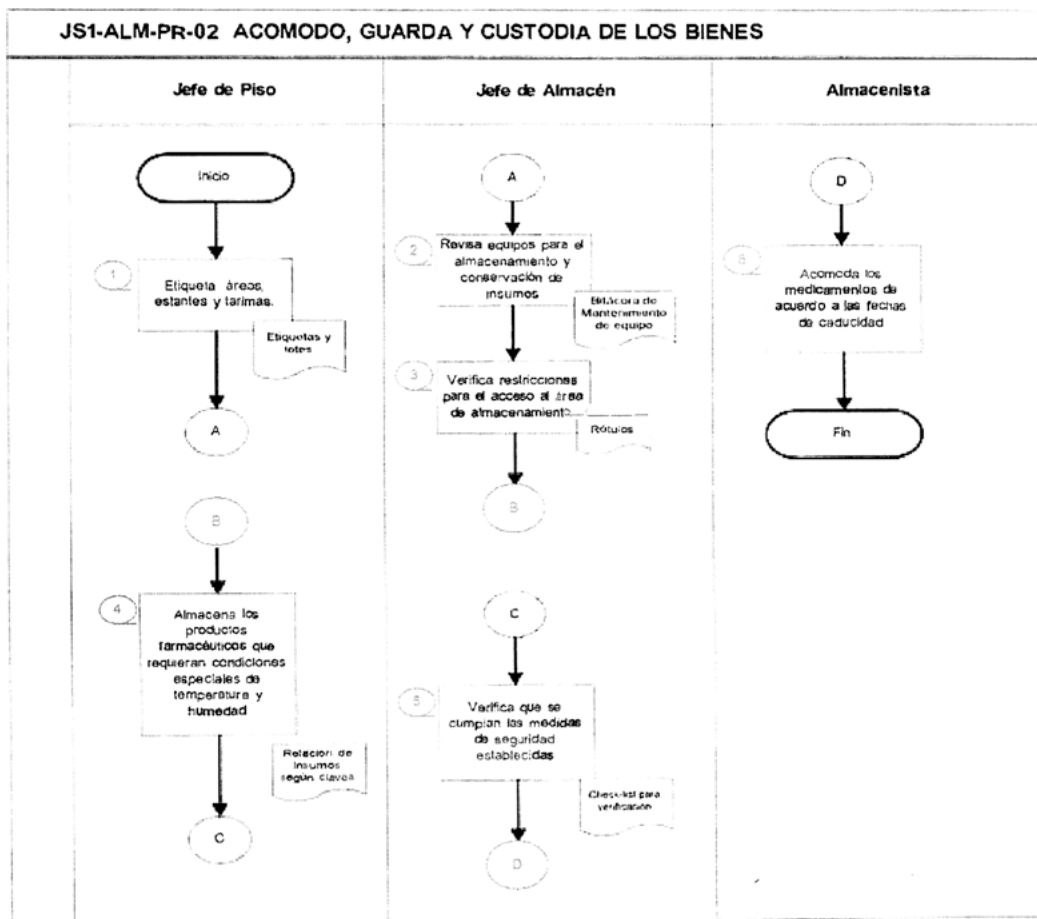 JS1-ALM-PR-02 ACOMODO, GUARDA Y CUSTODIA DE LOS BIENES
Jefe de Piso
Jefe de Almacén
Almacenista
Inicio
1
Etiqueta áreas,
estantes y tarimas.
Etiquetas y
lotes
A
B
4
Almacena los
productos
farmacéuticos que
requieran condiciones
especiales de
temperatura y
humedad
Relación de
insumos
según claves
C
A
2
Revisa equipos para el
almacenamiento y
conservación de
insumos
Bitácora de
Mantenimiento
de equipo
3
Verifica restricciones
para el acceso al área
de almacenamiento
Rótulos
B
C
5
Verifica que se
cumplan las medidas
de seguridad
establecidas
Check-list para
verificación
D
D
Acomoda los
medicamentos de
acuerdo a las fechas
de caducidad
Fin